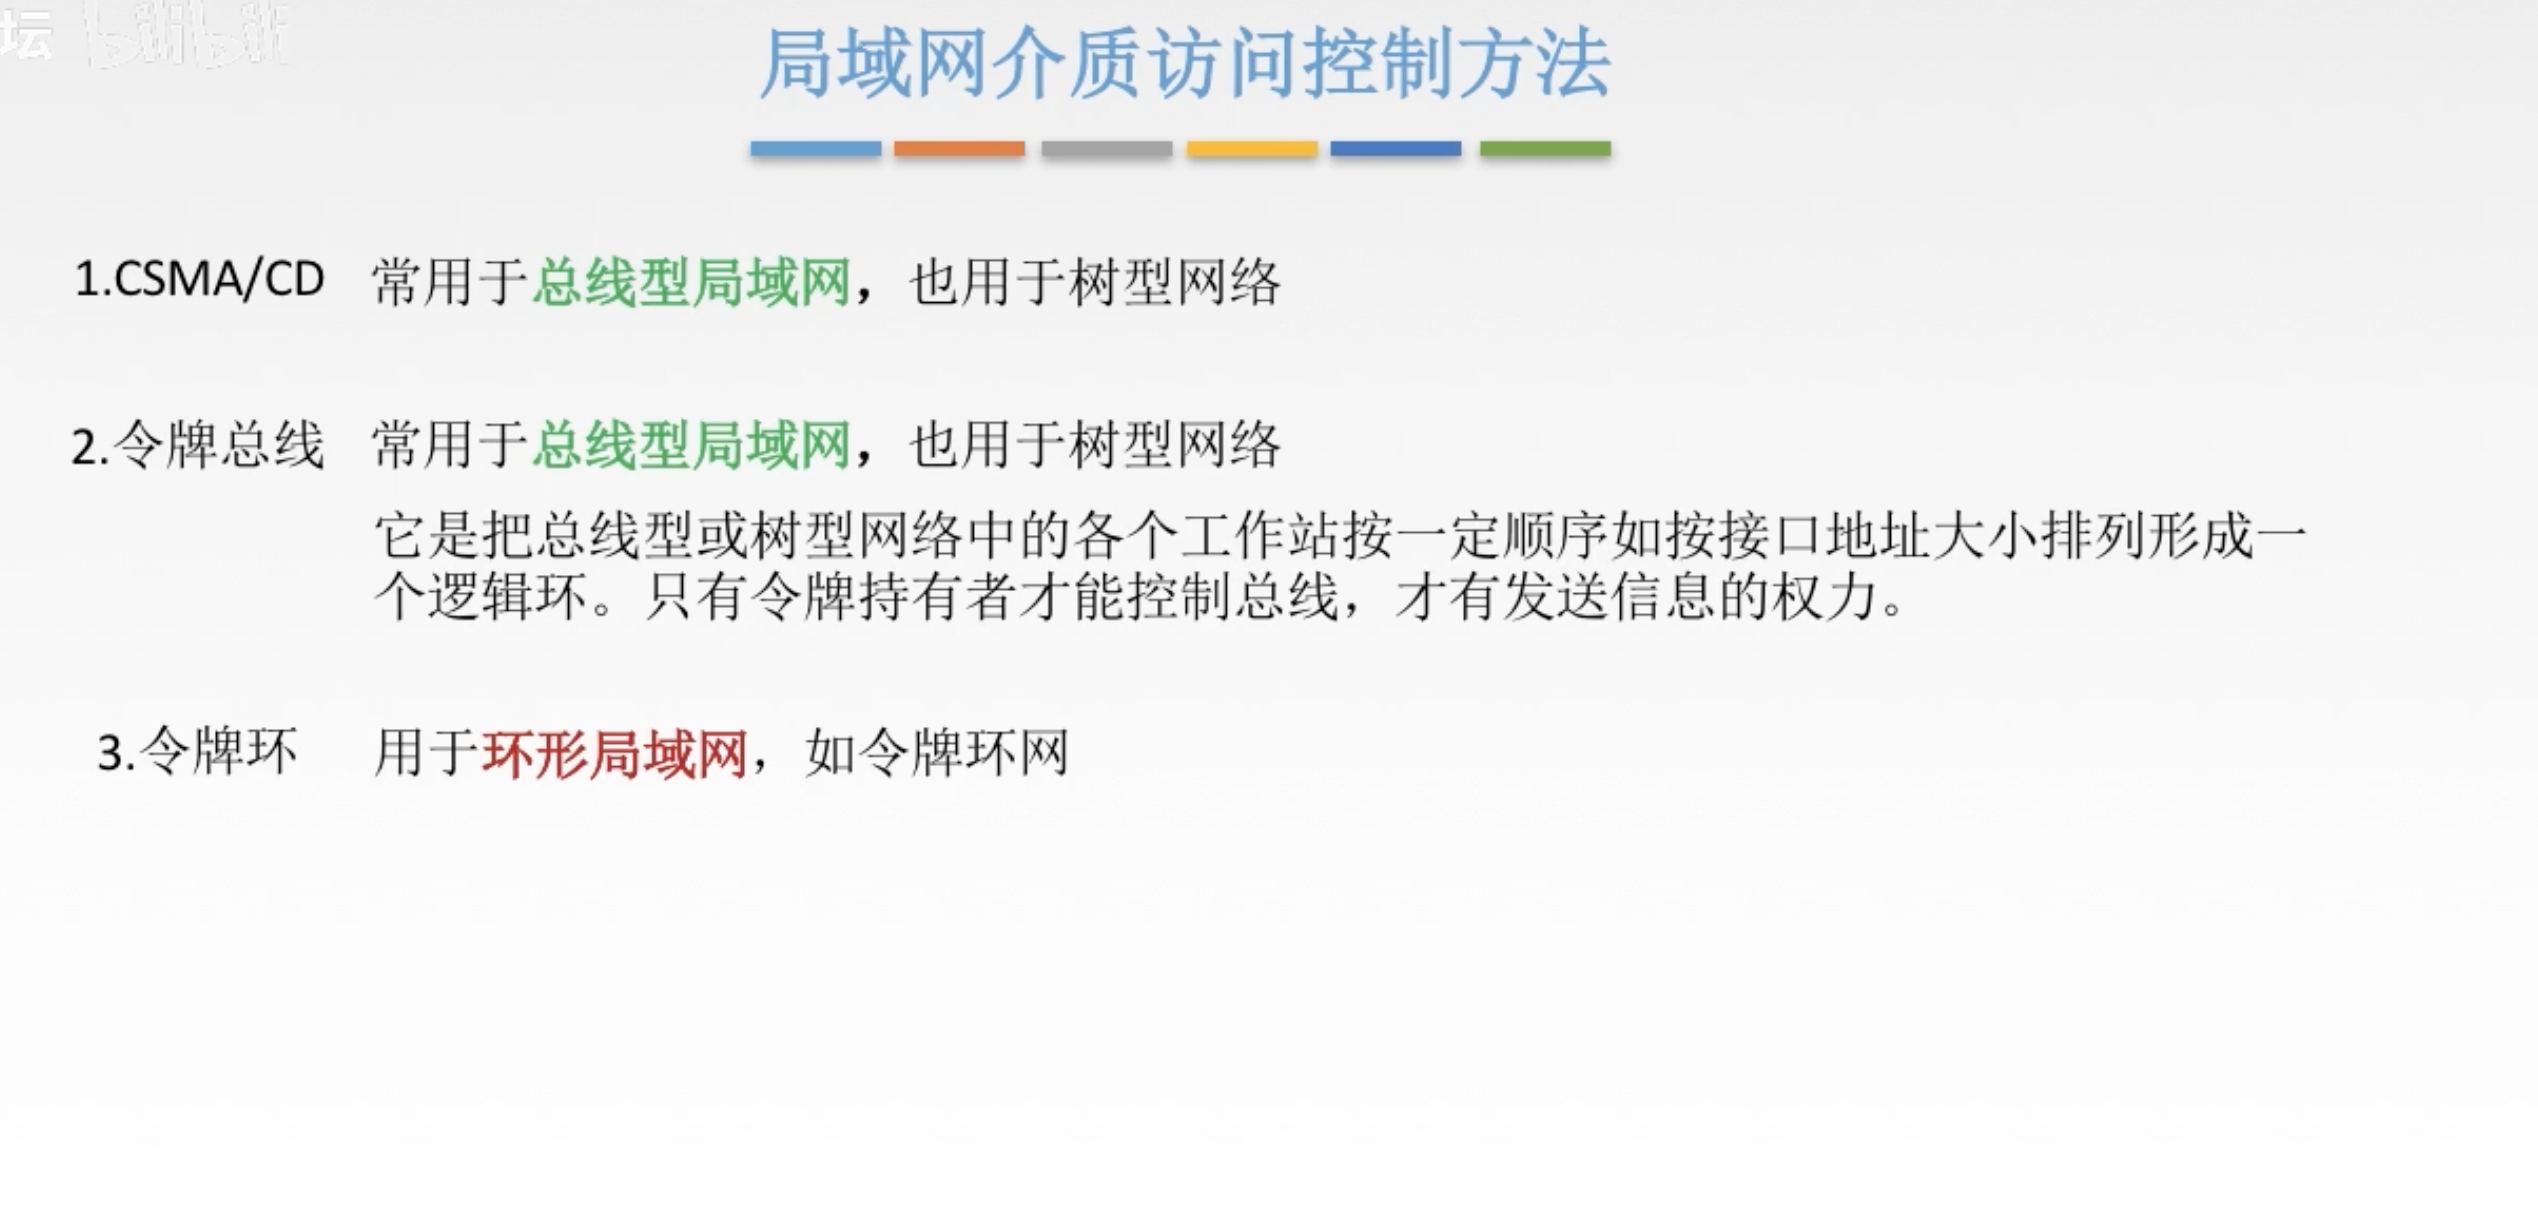 坛 bilibili
局域网介质访问控制方法
1.CSMA/CD 常用于总线型局域网，也用于树型网络
2.令牌总线 常用于总线型局域网，也用于树型网络
它是把总线型或树型网络中的各个工作站按一定顺序如按接口地址大小排列形成一
个逻辑环。只有令牌持有者才能控制总线，才有发送信息的权力。
3.令牌环 用于环形局域网，如令牌环网